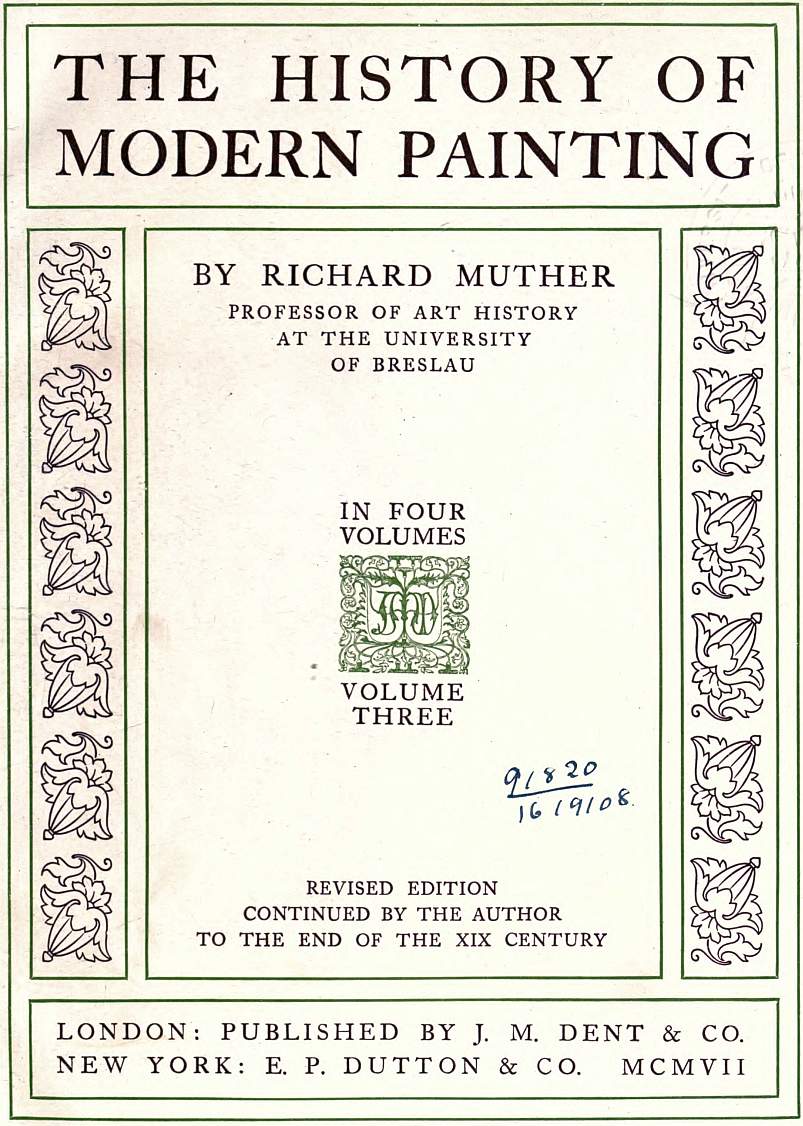 THE HISTORY OF
MODERN PAINTING
BY RICHARD MUTHER
PROFESSOR OF ART HISTORY
AT THE UNIVERSITY
OF BRESLAU
IN FOUR
VOLUMES
VOLUME
THREE
91820
16/9/08.
REVISED EDITION
CONTINUED BY THE AUTHOR
TO THE END OF THE XIX CENTURY
LONDON: PUBLISHED BY J. M. DENT & CO.
NEW YORK: E. P. DUTTON & CO. MCMVII